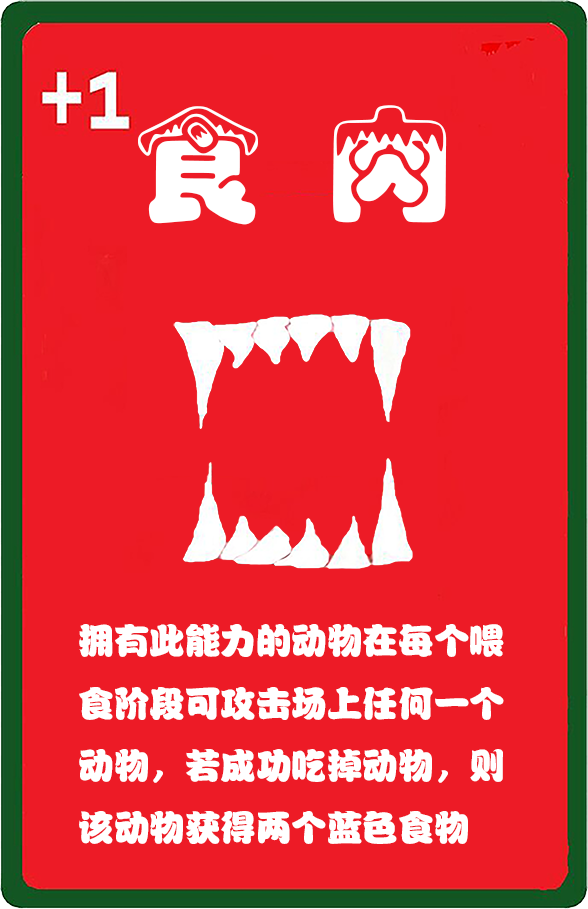 +1
食肉
拥有此能力的动物在每个喂
食阶段可攻击场上任何一个
动物，若成功吃掉动物，则
该动物获得两个蓝色食物